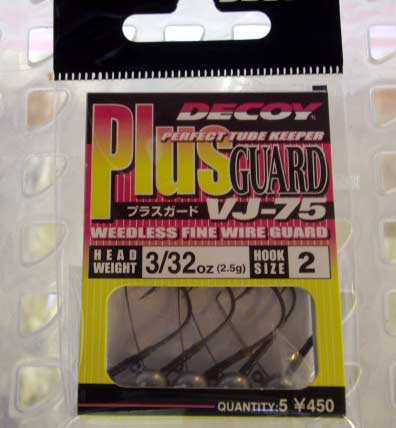 DECOY
PERFECT TUBE KEEPER
Plus GUARD
プラスガード VJ-75
WEEDLESS FINE WIRE GUARD
HEAD WEIGHT 3/32oz (2.5g) HOOK SIZE 2
QUANTITY:5 ¥450